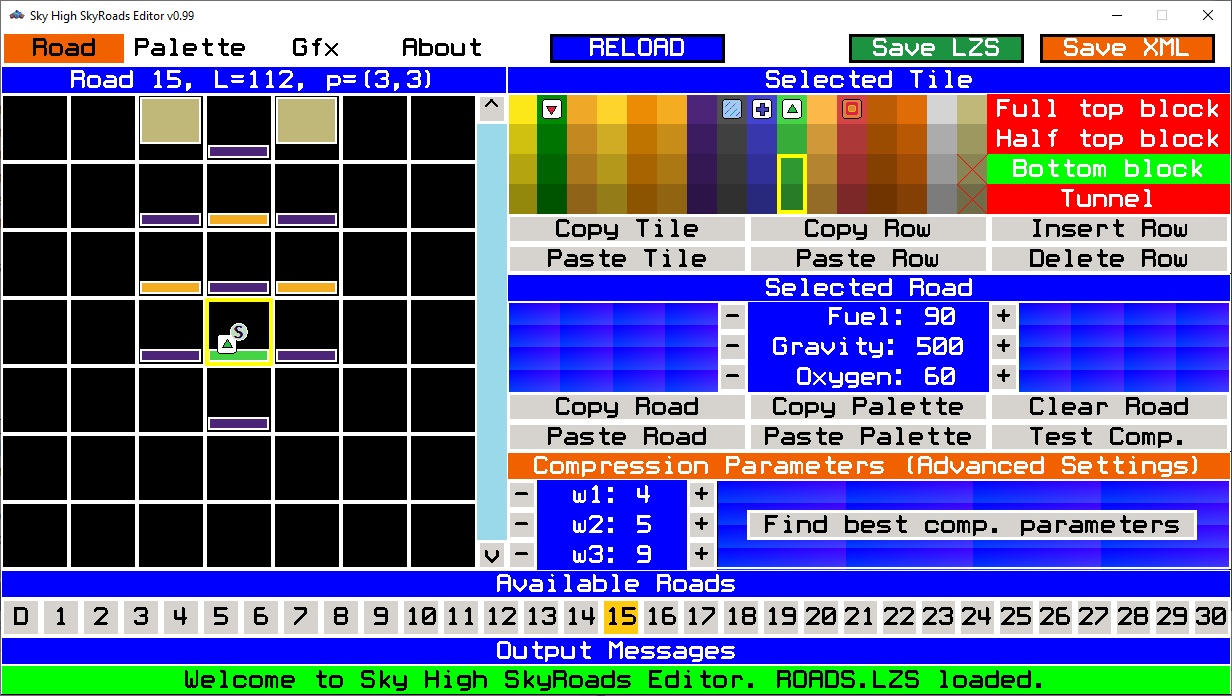 Sky High SkyRoads Editor v0.99
Road Palette Gfx About RELOAD Save LZS Save XML
Road 15, L=112, p=(3,3)
Selected Tile
Full top block
Half top block
Bottom block
Tunnel
Copy Tile Copy Row Insert Row
Paste Tile Paste Row Delete Row
Selected Road
- Fuel: 90 +
- Gravity: 500 +
- Oxygen: 60 +
Copy Road Copy Palette Clear Road
Paste Road Paste Palette Test Comp.
Compression Parameters (Advanced Settings)
- w1: 4 +
- w2: 5 +
- w3: 9 +
Find best comp. parameters
S
Available Roads
D 1 2 3 4 5 6 7 8 9 10 11 12 13 14 15 16 17 18 19 20 21 22 23 24 25 26 27 28 29 30
Output Messages
Welcome to Sky High SkyRoads Editor. ROADS.LZS loaded.